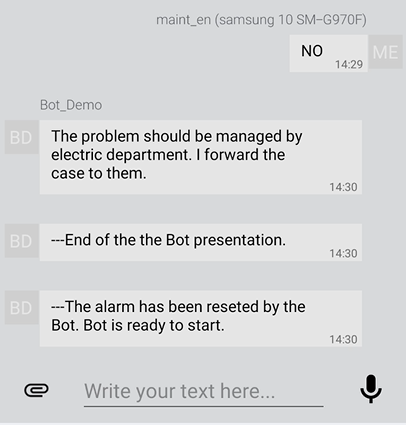 maint_en (samsung 10 SM-G970F)
NO
14:29
ME
Bot_Demo
BD
The problem should be managed by
electric department. I forward the
case to them.
14:30
BD
---End of the the Bot presentation.
14:30
BD
---The alarm has been reseted by the
Bot. Bot is ready to start.
14:30
Write your text here...